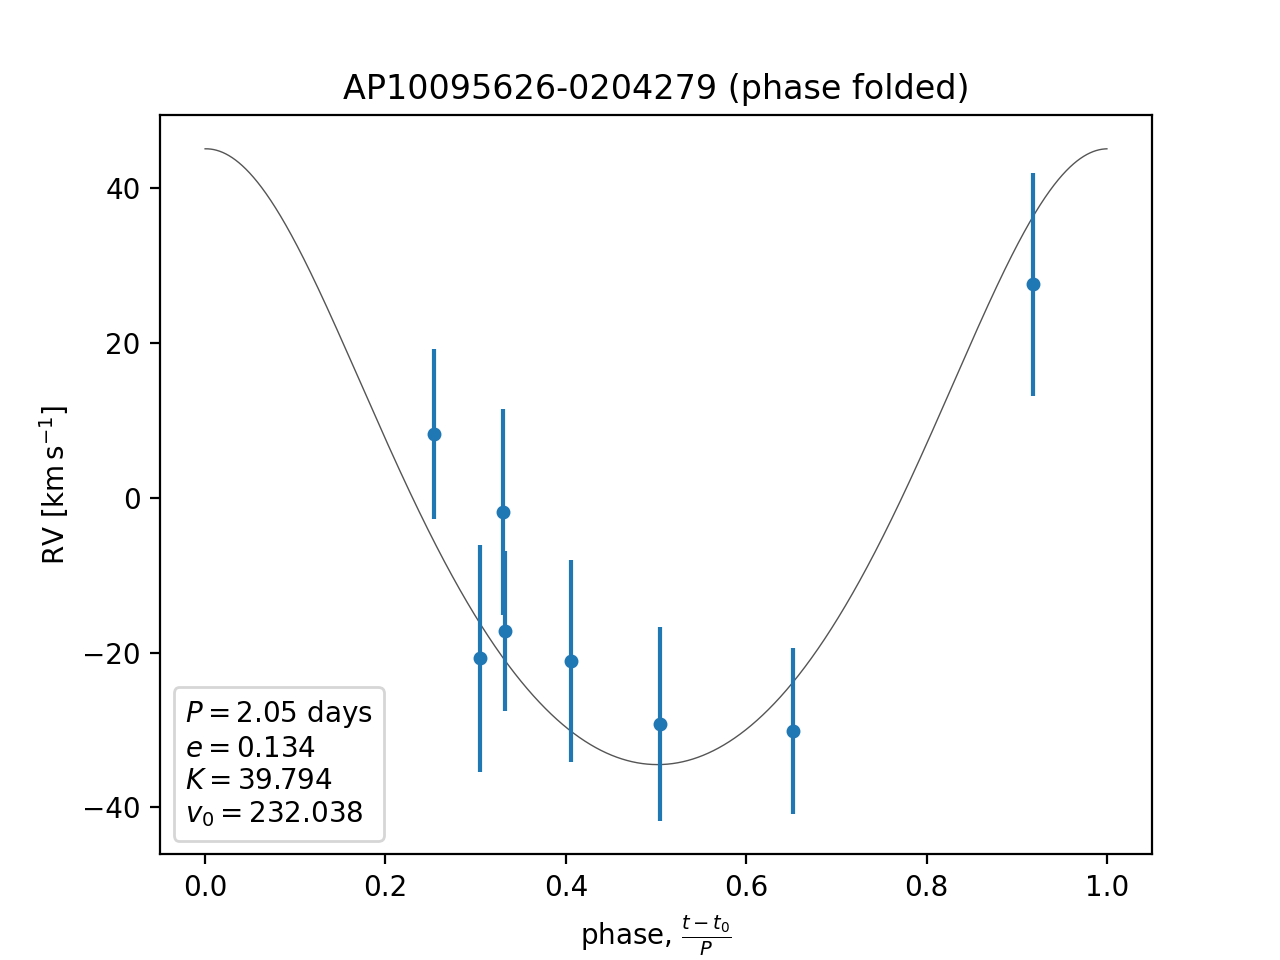 AP10095626-0204279 (phase folded)
RV [km s⁻¹]
40
20
0
−20
−40
P = 2.05 days
e = 0.134
K = 39.794
v₀ = 232.038
0.0 0.2 0.4 0.6 0.8 1.0
phase, (t − t₀)/P